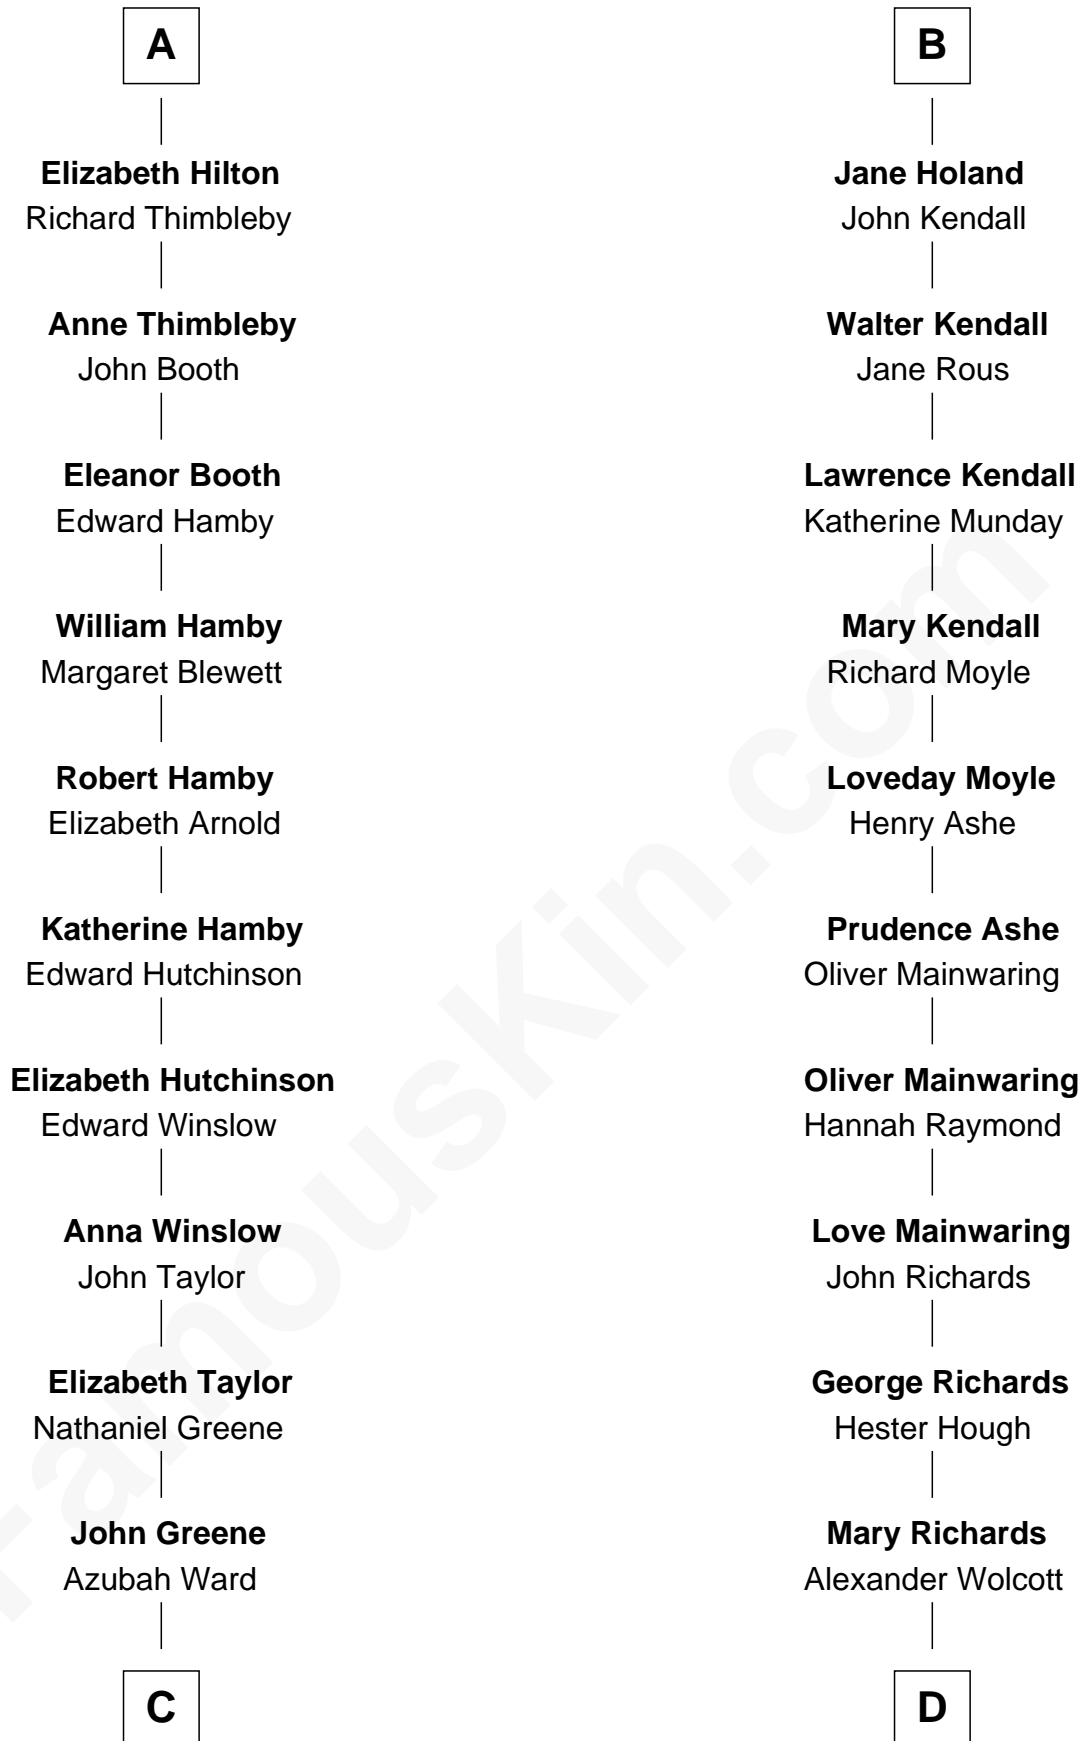 A
Elizabeth Hilton
Richard Thimbleby
Anne Thimbleby
John Booth
Eleanor Booth
Edward Hamby
William Hamby
Margaret Blewett
Robert Hamby
Elizabeth Arnold
Katherine Hamby
Edward Hutchinson
Elizabeth Hutchinson
Edward Winslow
Anna Winslow
John Taylor
Elizabeth Taylor
Nathaniel Greene
John Greene
Azubah Ward
C
B
Jane Holand
John Kendall
Walter Kendall
Jane Rous
Lawrence Kendall
Katherine Munday
Mary Kendall
Richard Moyle
Loveday Moyle
Henry Ashe
Prudence Ashe
Oliver Mainwaring
Oliver Mainwaring
Hannah Raymond
Love Mainwaring
John Richards
George Richards
Hester Hough
Mary Richards
Alexander Wolcott
D
FamousKin.com